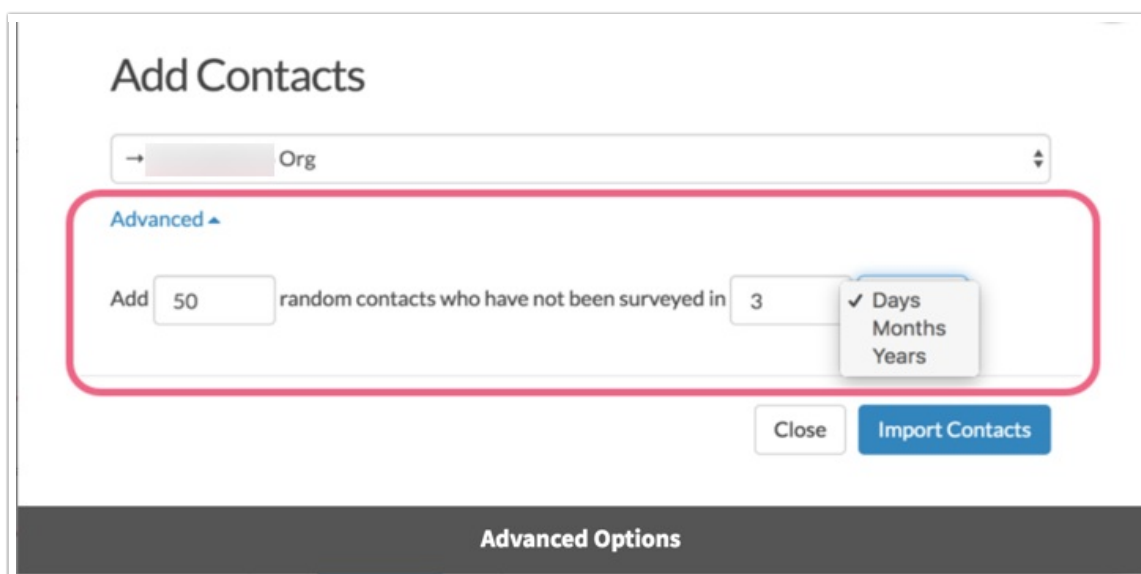 Add Contacts
→ Org
Advanced
Add 50 random contacts who have not been surveyed in 3 ✓ Days
Months
Years
Close Import Contacts
Advanced Options